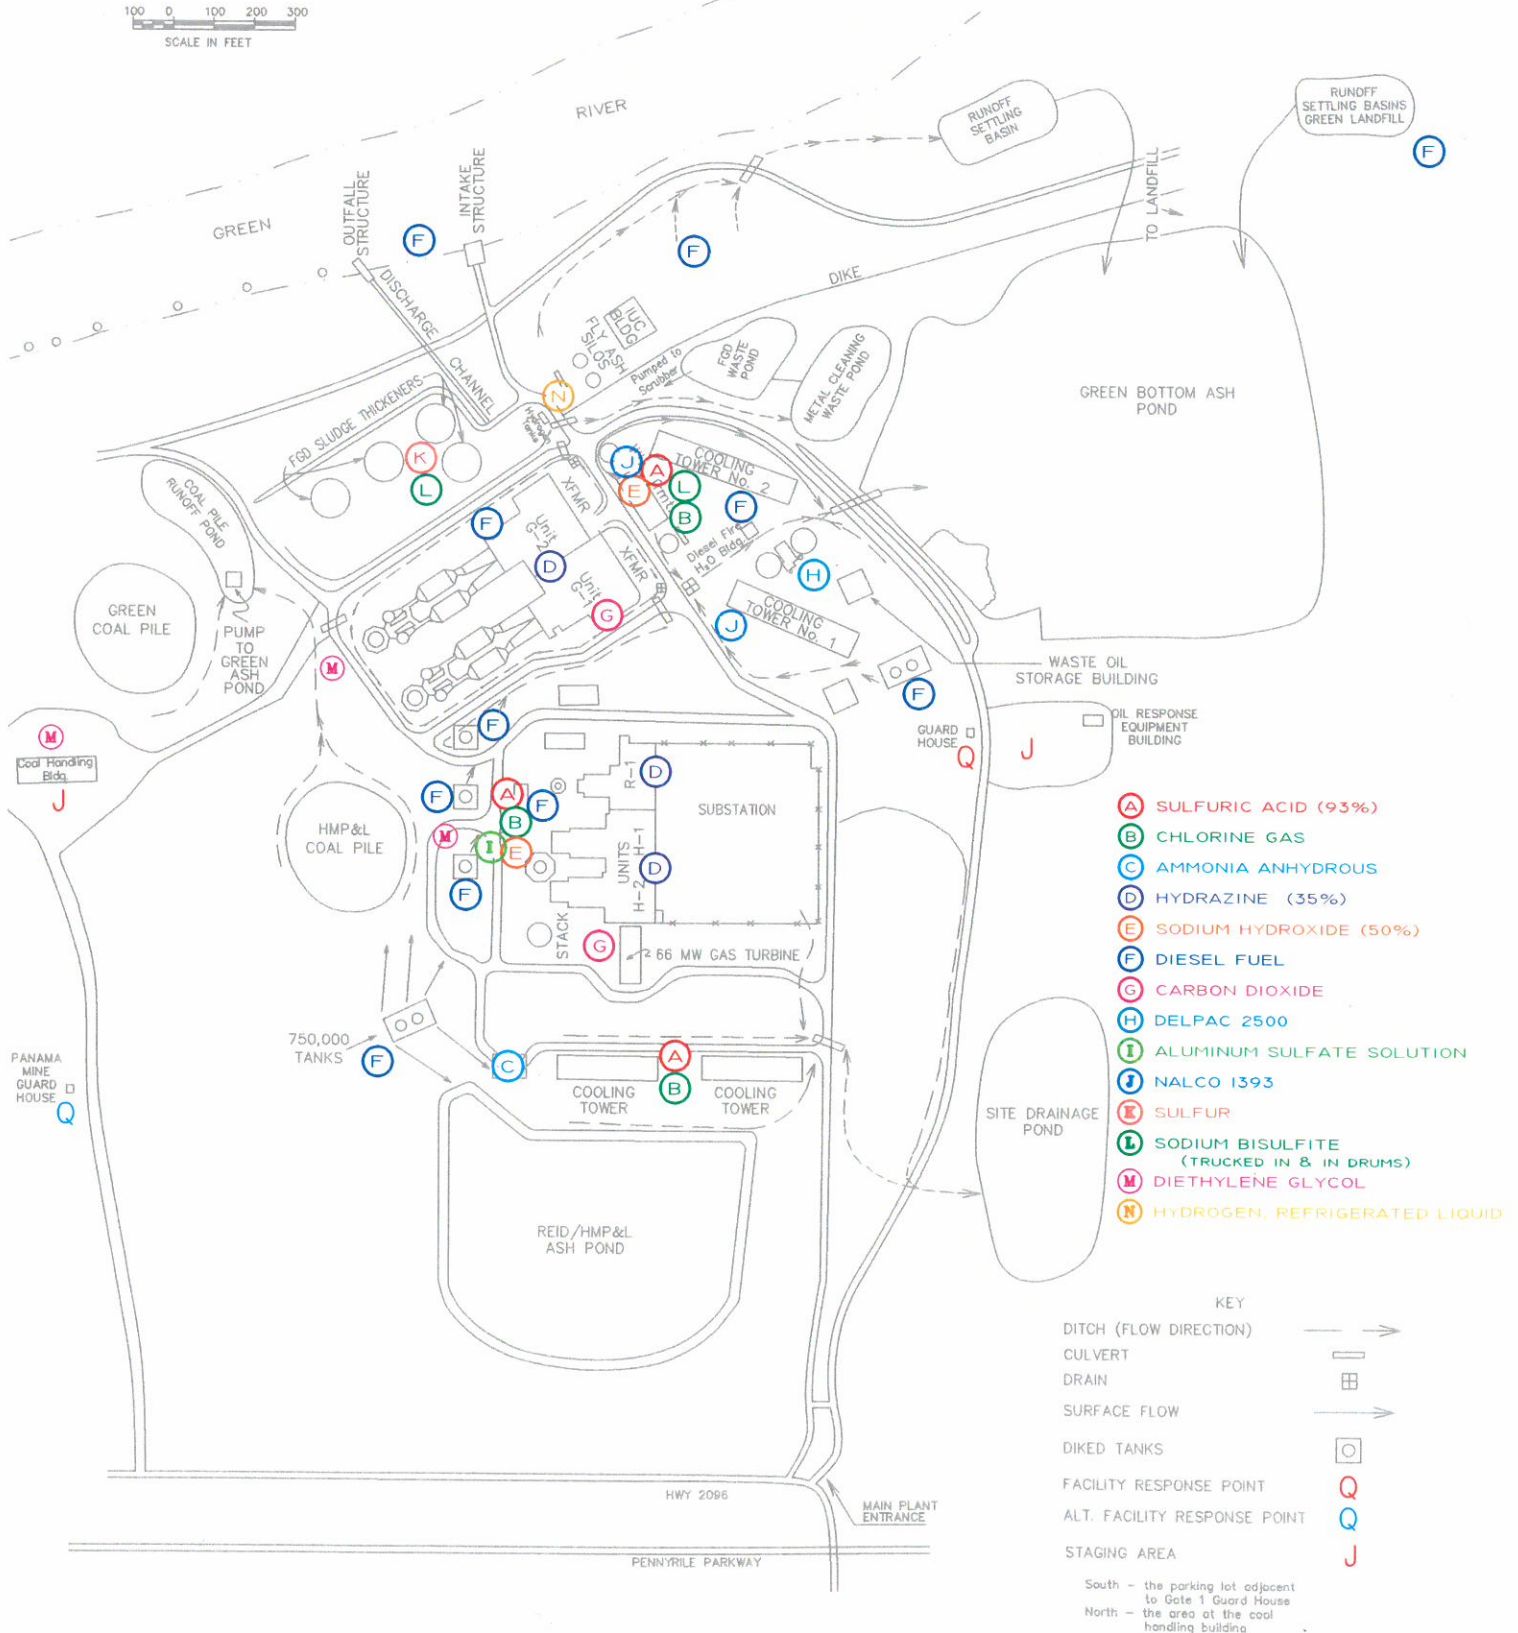 100 0 100 200 300
SCALE IN FEET
RIVER
GREEN
RUNOFF
SETTLING
BASIN
RUNOFF
SETTLING BASINS
GREEN LANDFILL
F
TO LANDFILL
OUTFALL
STRUCTURE
INTAKE
STRUCTURE
F
F
DISCHARGE
CHANNEL
DIKE
IUC
BLDG
FLY ASH
SILOS
Pumped to
Scrubber
FGD
WASTE
POND
METAL CLEANING
WASTE POND
GREEN BOTTOM ASH
POND
N
Hydrogen
Tanks
FGD SLUDGE THICKENERS
K
L
COAL PILE
RUNOFF POND
XFMR
Unit
G-2
F
D
XFMR
Unit
G-1
G
J
A
E
L
B
COOLING
TOWER No. 2
F
Diesel Fire
H₂O Bldg.
H
J
COOLING
TOWER No. 1
GREEN
COAL PILE
PUMP
TO
GREEN
ASH
POND
M
WASTE OIL
STORAGE BUILDING
F
GUARD
HOUSE
Q
J
OIL RESPONSE
EQUIPMENT
BUILDING
M
Coal Handling
Bldg.
J
F
F
A
F
B
M
I
E
F
HMP&L
COAL PILE
R-1
D
UNITS
H-2 H-1
D
SUBSTATION
STACK
G
66 MW GAS TURBINE
750,000
TANKS
F
C
A
B
COOLING
TOWER
COOLING
TOWER
PANAMA
MINE
GUARD
HOUSE
Q
SITE DRAINAGE
POND
REID/HMP&L
ASH POND
A SULFURIC ACID (93%)
B CHLORINE GAS
C AMMONIA ANHYDROUS
D HYDRAZINE (35%)
E SODIUM HYDROXIDE (50%)
F DIESEL FUEL
G CARBON DIOXIDE
H DELPAC 2500
I ALUMINUM SULFATE SOLUTION
J NALCO 1393
K SULFUR
L SODIUM BISULFITE
(TRUCKED IN & IN DRUMS)
M DIETHYLENE GLYCOL
N HYDROGEN, REFRIGERATED LIQUID
KEY
DITCH (FLOW DIRECTION)
CULVERT
DRAIN
SURFACE FLOW
DIKED TANKS
FACILITY RESPONSE POINT Q
ALT. FACILITY RESPONSE POINT Q
STAGING AREA J
South - the parking lot adjacent
to Gate 1 Guard House
North - the area at the coal
handling building
HWY 2096
MAIN PLANT
ENTRANCE
PENNYRILE PARKWAY